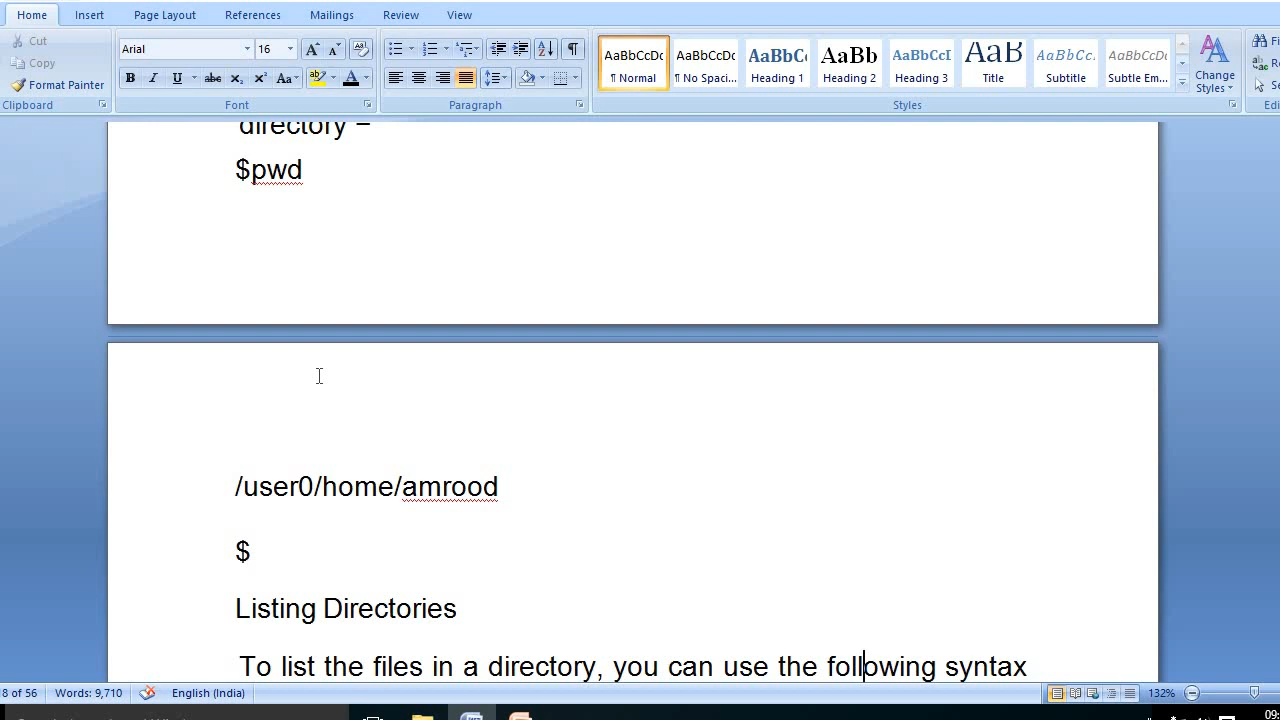 Home Insert Page Layout References Mailings Review View
Cut
Copy
Format Painter
Clipboard
Arial 16
Font
Paragraph
AaBbCcDc AaBbCcDc AaBbCc AaBb AaBbCcI AaB AaBbCc. AaBbCcDc
¶ Normal ¶ No Spaci... Heading 1 Heading 2 Heading 3 Title Subtitle Subtle Em...
Change
Styles
Styles
directory –
$pwd
/user0/home/amrood
$
Listing Directories
To list the files in a directory, you can use the following syntax
8 of 56 Words: 9,710 English (India) 132%